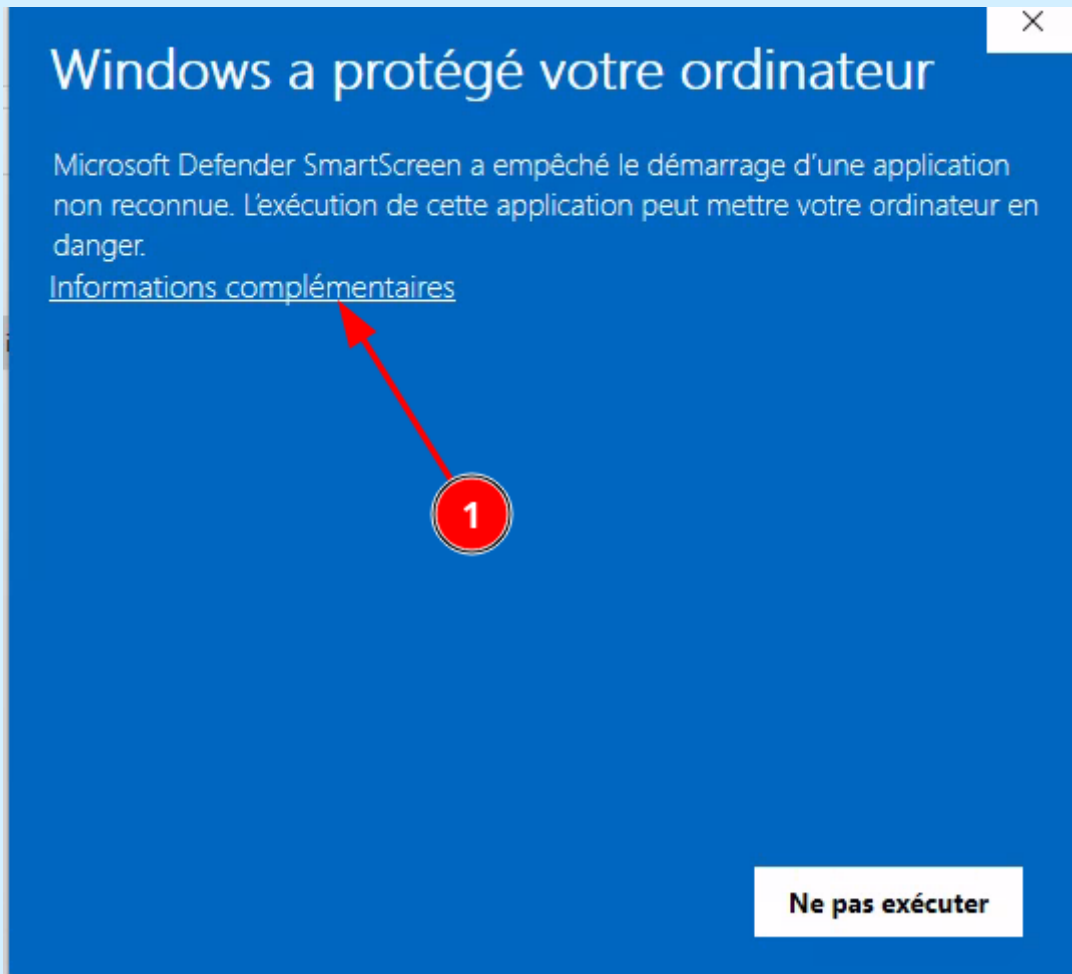 Windows a protégé votre ordinateur
Microsoft Defender SmartScreen a empêché le démarrage d'une application
non reconnue. L'exécution de cette application peut mettre votre ordinateur en
danger.
Informations complémentaires
1
Ne pas exécuter